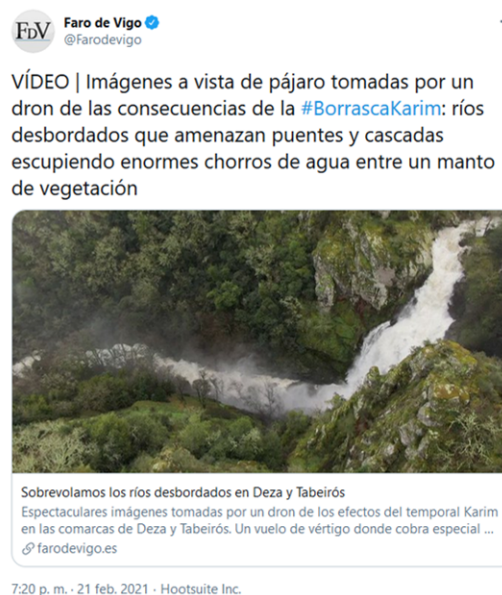 FDV
Faro de Vigo
@Farodevigo
VÍDEO | Imágenes a vista de pájaro tomadas por un
dron de las consecuencias de la #BorrascaKarim: ríos
desbordados que amenazan puentes y cascadas
escupiendo enormes chorros de agua entre un manto
de vegetación
Sobrevolamos los ríos desbordados en Deza y Tabeirós
Espectaculares imágenes tomadas por un dron de los efectos del temporal Karim
en las comarcas de Deza y Tabeirós. Un vuelo de vértigo donde cobra especial ...
farodevigo.es
7:20 p. m. · 21 feb. 2021 · Hootsuite Inc.